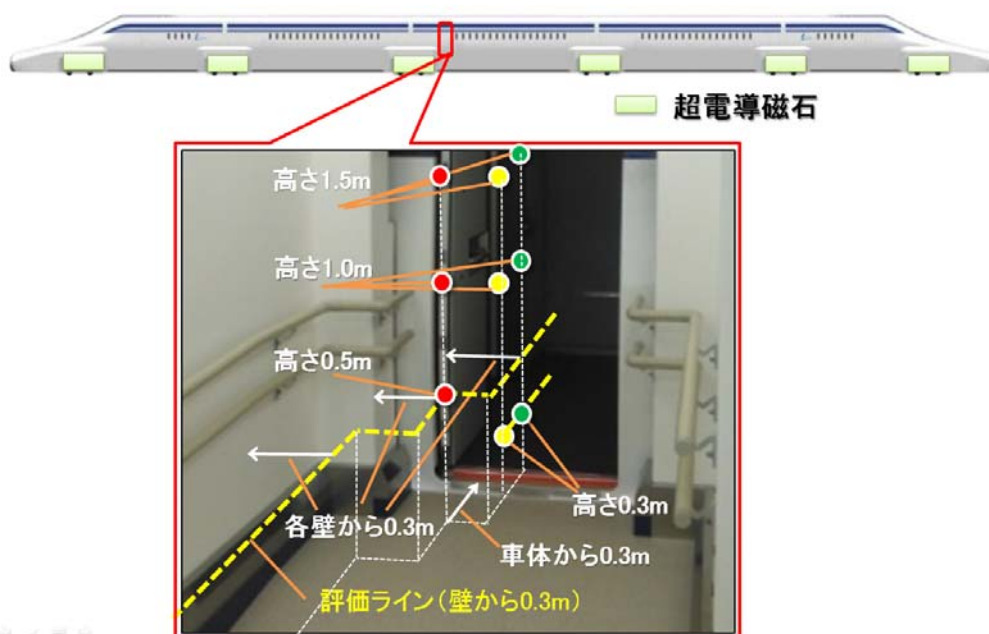 超電導磁石
高さ1.5m
高さ1.0m
高さ0.5m
高さ0.3m
各壁から0.3m
車体から0.3m
評価ライン(壁から0.3m)